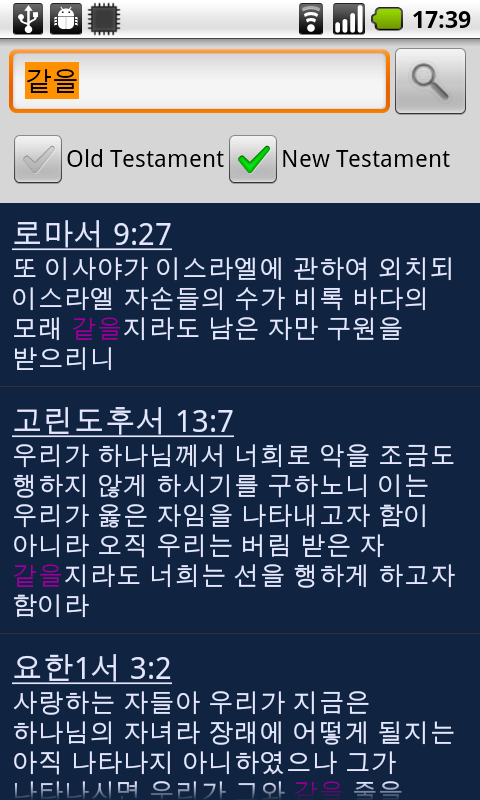 17:39
같을
Old Testament New Testament
로마서 9:27
또 이사야가 이스라엘에 관하여 외치되
이스라엘 자손들의 수가 비록 바다의
모래 같을지라도 남은 자만 구원을
받으리니
고린도후서 13:7
우리가 하나님께서 너희로 악을 조금도
행하지 않게 하시기를 구하노니 이는
우리가 옳은 자임을 나타내고자 함이
아니라 오직 우리는 버림 받은 자
같을지라도 너희는 선을 행하게 하고자
함이라
요한1서 3:2
사랑하는 자들아 우리가 지금은
하나님의 자녀라 장래에 어떻게 될지는
아직 나타나지 아니하였으나 그가
나타나시면 우리가 그와 같을 줄을